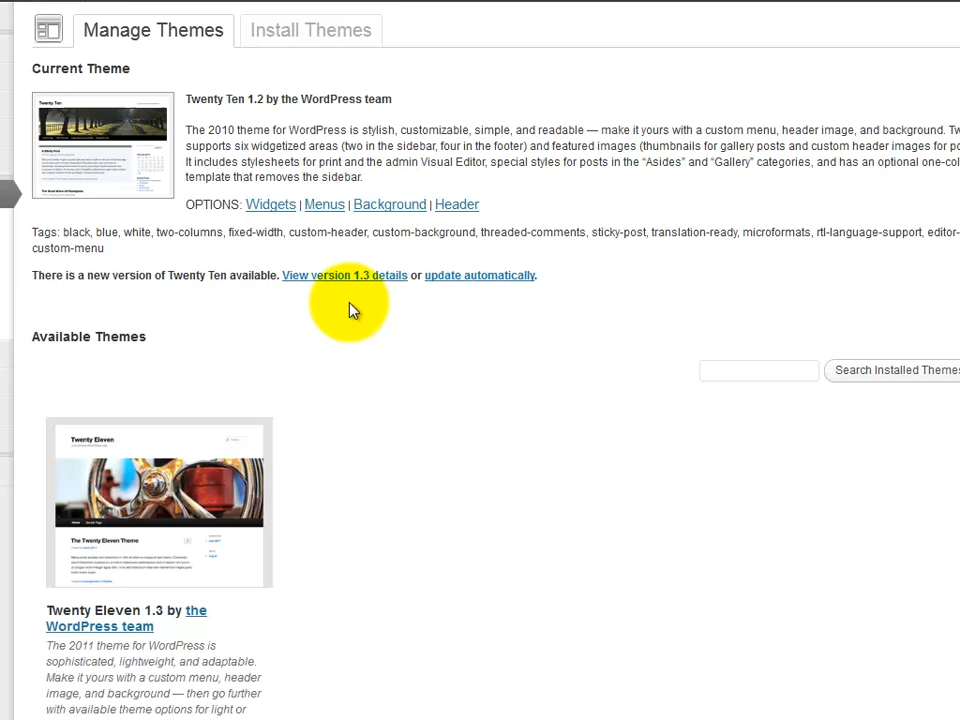 Manage Themes
Install Themes
Current Theme
Twenty Ten
Twenty Ten 1.2 by the WordPress team
The 2010 theme for WordPress is stylish, customizable, simple, and readable — make it yours with a custom menu, header image, and background. Tw
supports six widgetized areas (two in the sidebar, four in the footer) and featured images (thumbnails for gallery posts and custom header images for po
It includes stylesheets for print and the admin Visual Editor, special styles for posts in the “Asides” and “Gallery” categories, and has an optional one-col
template that removes the sidebar.
OPTIONS: Widgets | Menus | Background | Header
Tags: black, blue, white, two-columns, fixed-width, custom-header, custom-background, threaded-comments, sticky-post, translation-ready, microformats, rtl-language-support, editor-
custom-menu
There is a new version of Twenty Ten available. View version 1.3 details or update automatically.
Available Themes
Search Installed Themes
Twenty Eleven
The Twenty Eleven Theme
Twenty Eleven 1.3 by the
WordPress team
The 2011 theme for WordPress is
sophisticated, lightweight, and adaptable.
Make it yours with a custom menu, header
image, and background — then go further
with available theme options for light or